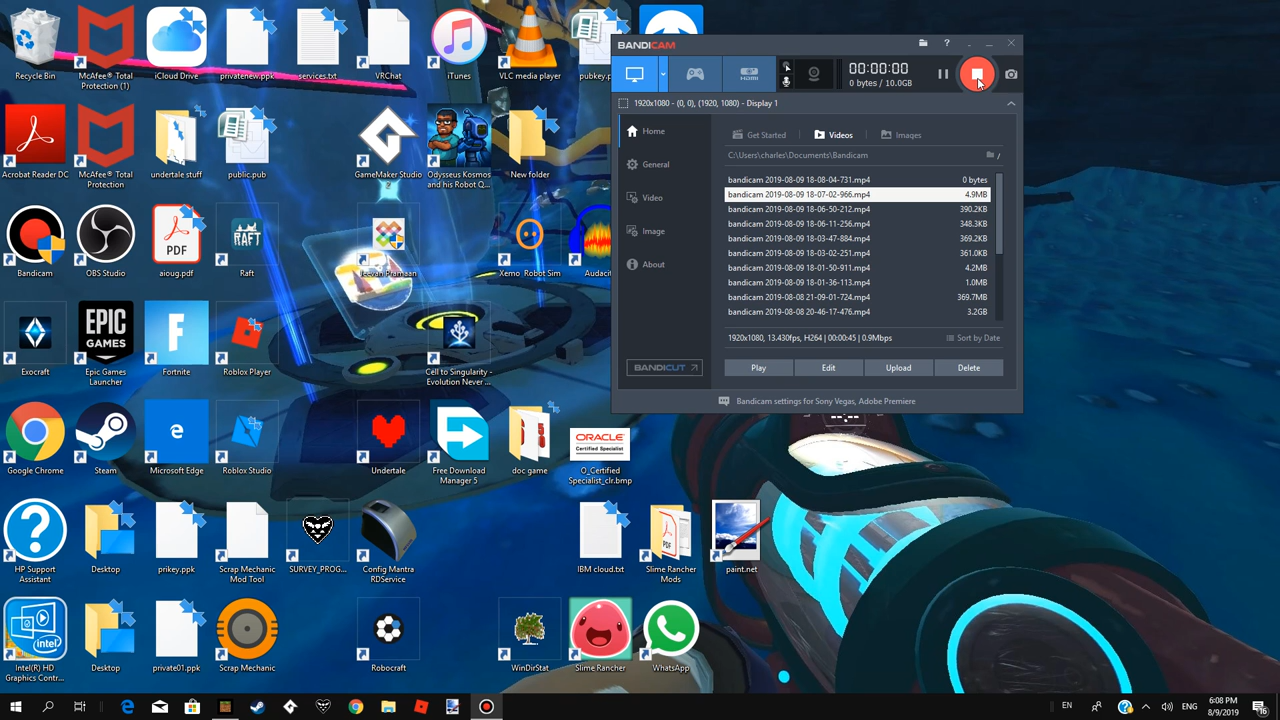 Recycle Bin
McAfee® Total
Protection (1)
iCloud Drive
privatenew.ppk
services.txt
VRChat
iTunes
VLC media player
pubkey.p...
Acrobat Reader DC
McAfee® Total
Protection
undertale stuff
public.pub
GameMaker Studio
2
Odysseus Kosmos
and his Robot Q...
New folder
Bandicam
OBS Studio
PDF
aioug.pdf
RAFT
Raft
Jeevan Pramaan
Xemo_Robot Sim
Audaci
Exocraft
EPIC
GAMES
Epic Games
Launcher
Fortnite
Roblox Player
Cell to Singularity -
Evolution Never ...
Google Chrome
Steam
Microsoft Edge
Roblox Studio
Undertale
Free Download
Manager 5
doc game
ORACLE
Certified
Specialist
O_Certified
Specialist_clr.bmp
HP Support
Assistant
Desktop
prikey.ppk
Scrap Mechanic
Mod Tool
SURVEY_PROG...
Config Mantra
RDService
IBM cloud.txt
Slime Rancher
Mods
paint.net
intel
Intel(R) HD
Graphics Contr...
Desktop
private01.ppk
Scrap Mechanic
Robocraft
WinDirStat
Slime Rancher
WhatsApp
BANDICAM
HDMI
00:00:00
0 bytes / 10.0GB
1920x1080 - (0, 0), (1920, 1080) - Display 1
Home
General
Video
Image
About
BANDICUT
Get Started
Videos
Images
C:\Users\charles\Documents\Bandicam
bandicam 2019-08-09 18-08-04-731.mp4 0 bytes
bandicam 2019-08-09 18-07-02-966.mp4 4.9MB
bandicam 2019-08-09 18-06-50-212.mp4 390.2KB
bandicam 2019-08-09 18-06-11-256.mp4 348.3KB
bandicam 2019-08-09 18-03-47-884.mp4 369.2KB
bandicam 2019-08-09 18-03-02-251.mp4 361.0KB
bandicam 2019-08-09 18-01-50-911.mp4 4.2MB
bandicam 2019-08-09 18-01-36-113.mp4 1.0MB
bandicam 2019-08-08 21-09-01-724.mp4 369.7MB
bandicam 2019-08-08 20-46-17-476.mp4 3.2GB
1920x1080, 13.430fps, H264 | 00:00:45 | 0.9Mbps
Sort by Date
Play
Edit
Upload
Delete
Bandicam settings for Sony Vegas, Adobe Premiere
EN
ENG
6:08 PM
8/9/2019